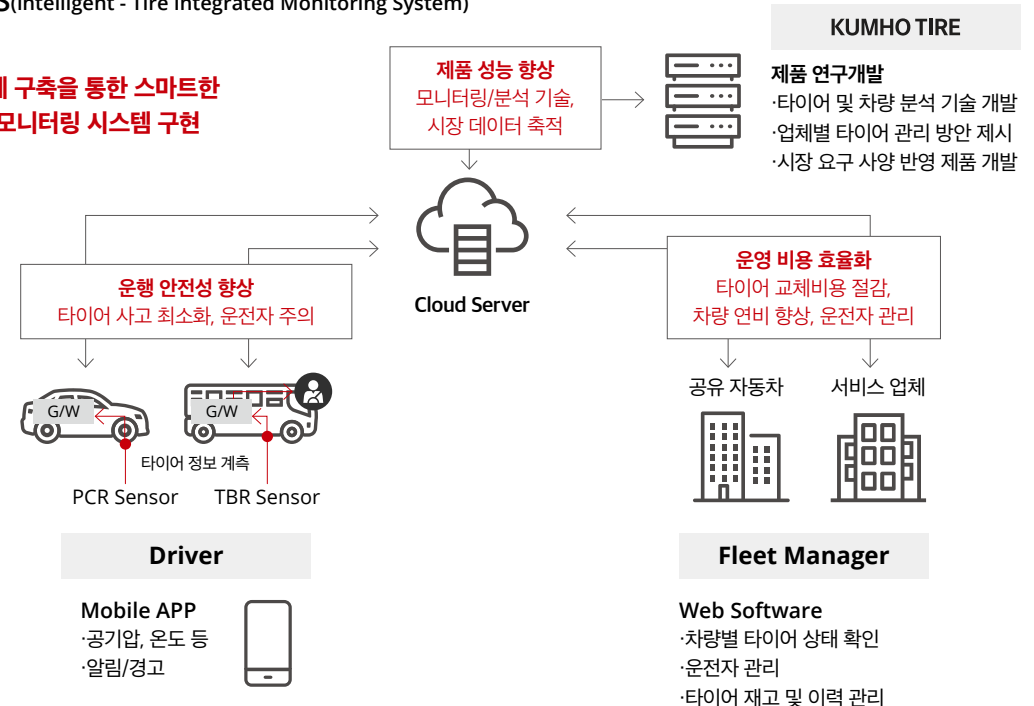 S(Intelligent - Tire Integrated Monitoring System)
구축을 통한 스마트한
모니터링 시스템 구현
KUMHO TIRE
제품 연구개발
·타이어 및 차량 분석 기술 개발
·업체별 타이어 관리 방안 제시
·시장 요구 사양 반영 제품 개발
제품 성능 향상
모니터링/분석 기술,
시장 데이터 축적
Cloud Server
운행 안전성 향상
타이어 사고 최소화, 운전자 주의
운영 비용 효율화
타이어 교체비용 절감,
차량 연비 향상, 운전자 관리
G/W
G/W
타이어 정보 계측
PCR Sensor
TBR Sensor
공유 자동차
서비스 업체
Driver
Mobile APP
·공기압, 온도 등
·알림/경고
Fleet Manager
Web Software
·차량별 타이어 상태 확인
·운전자 관리
·타이어 재고 및 이력 관리